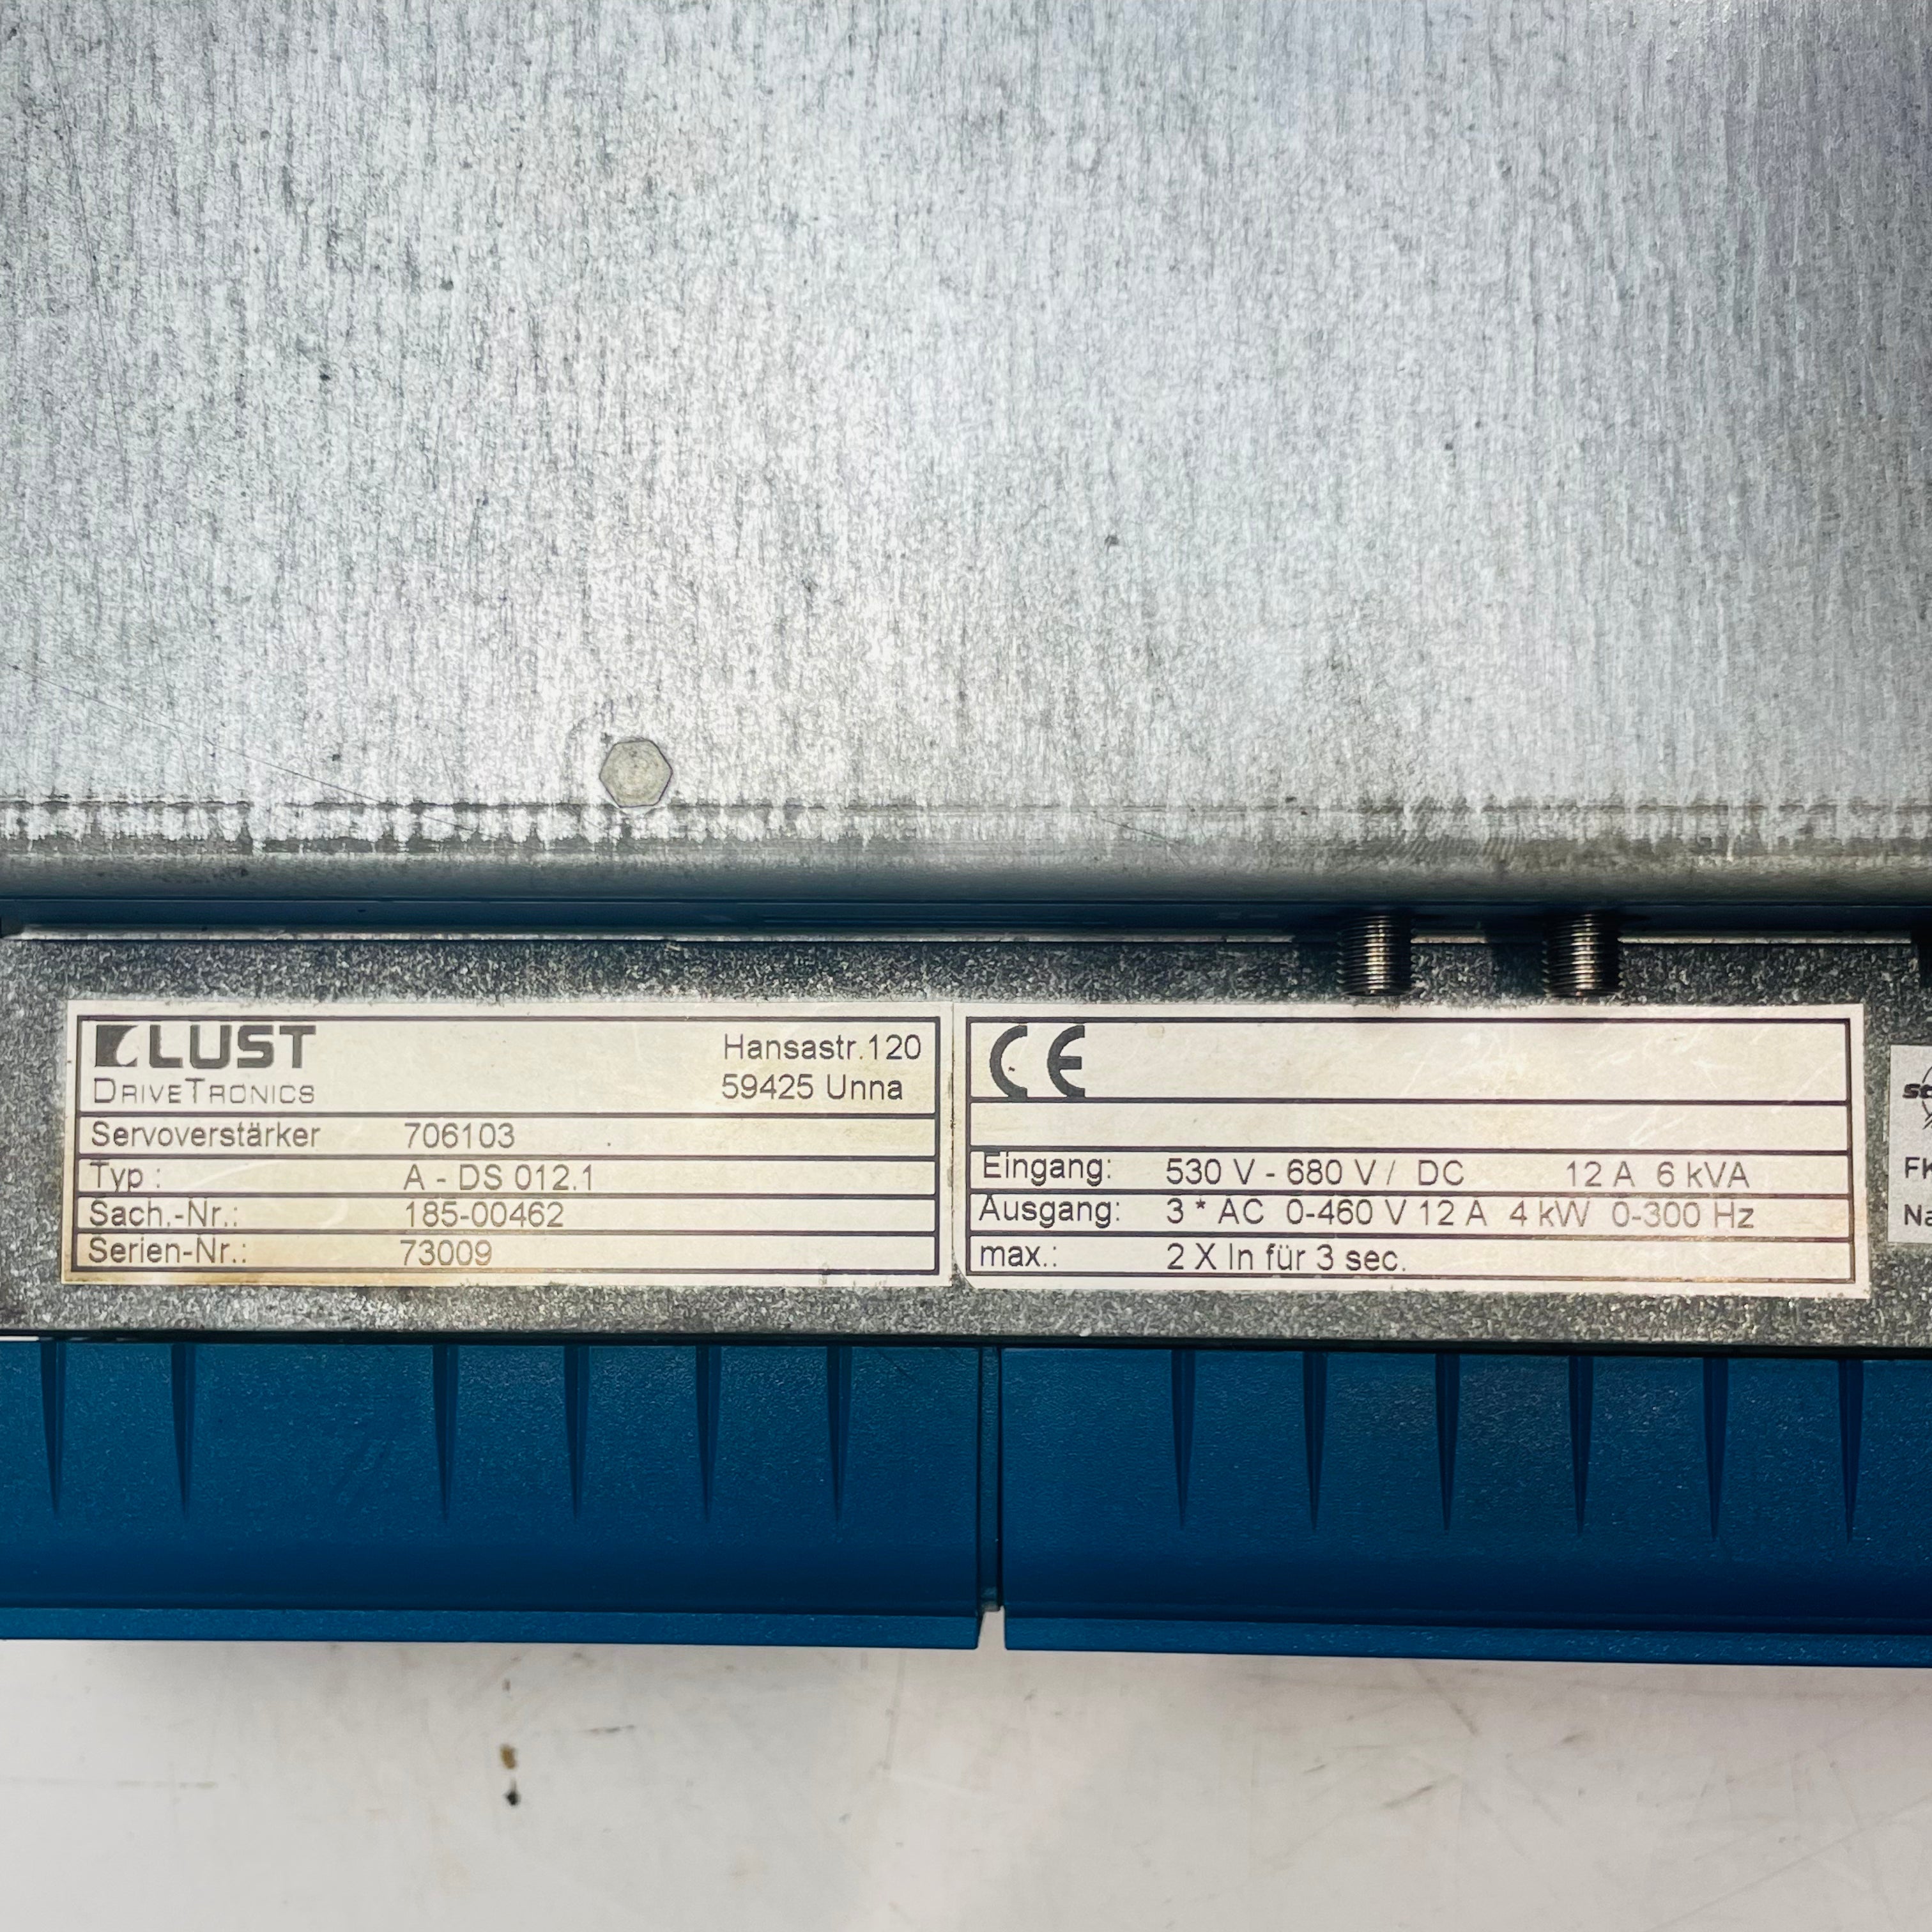 LUST
DRIVETRONICS
Hansastr.120
59425 Unna
Servoverstärker 706103
Typ : A - DS 012.1
Sach.-Nr.: 185-00462
Serien-Nr.: 73009
CE
Eingang: 530 V - 680 V / DC 12 A 6 kVA
Ausgang: 3 * AC 0-460 V 12 A 4 kW 0-300 Hz
max.: 2 X In für 3 sec.